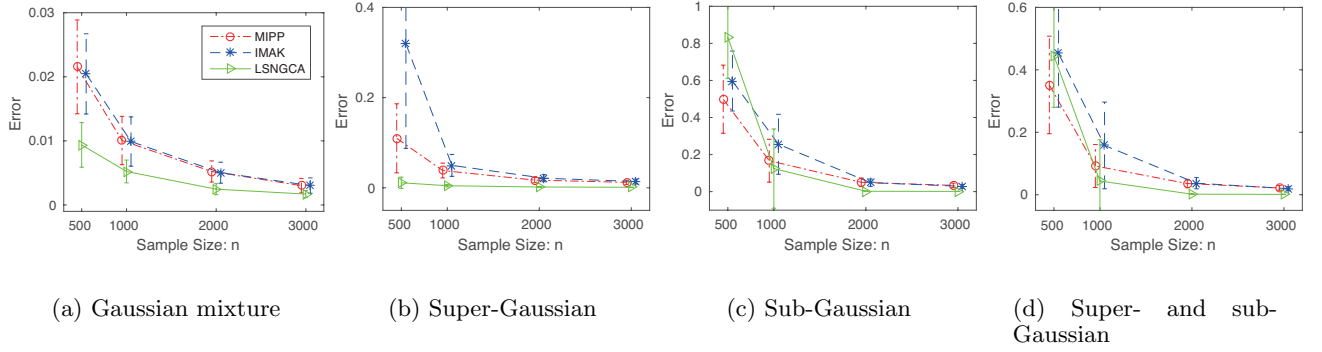 0.03
0.02
0.01
0
Error
500 1000 2000 3000
Sample Size: n
MIPP
IMAK
LSNGCA
(a) Gaussian mixture
0.4
0.2
0
Error
500 1000 2000 3000
Sample Size: n
(b) Super-Gaussian
1
0.8
0.6
0.4
0.2
0
Error
500 1000 2000 3000
Sample Size: n
(c) Sub-Gaussian
0.6
0.4
0.2
0
Error
500 1000 2000 3000
Sample Size: n
(d) Super- and sub-
Gaussian